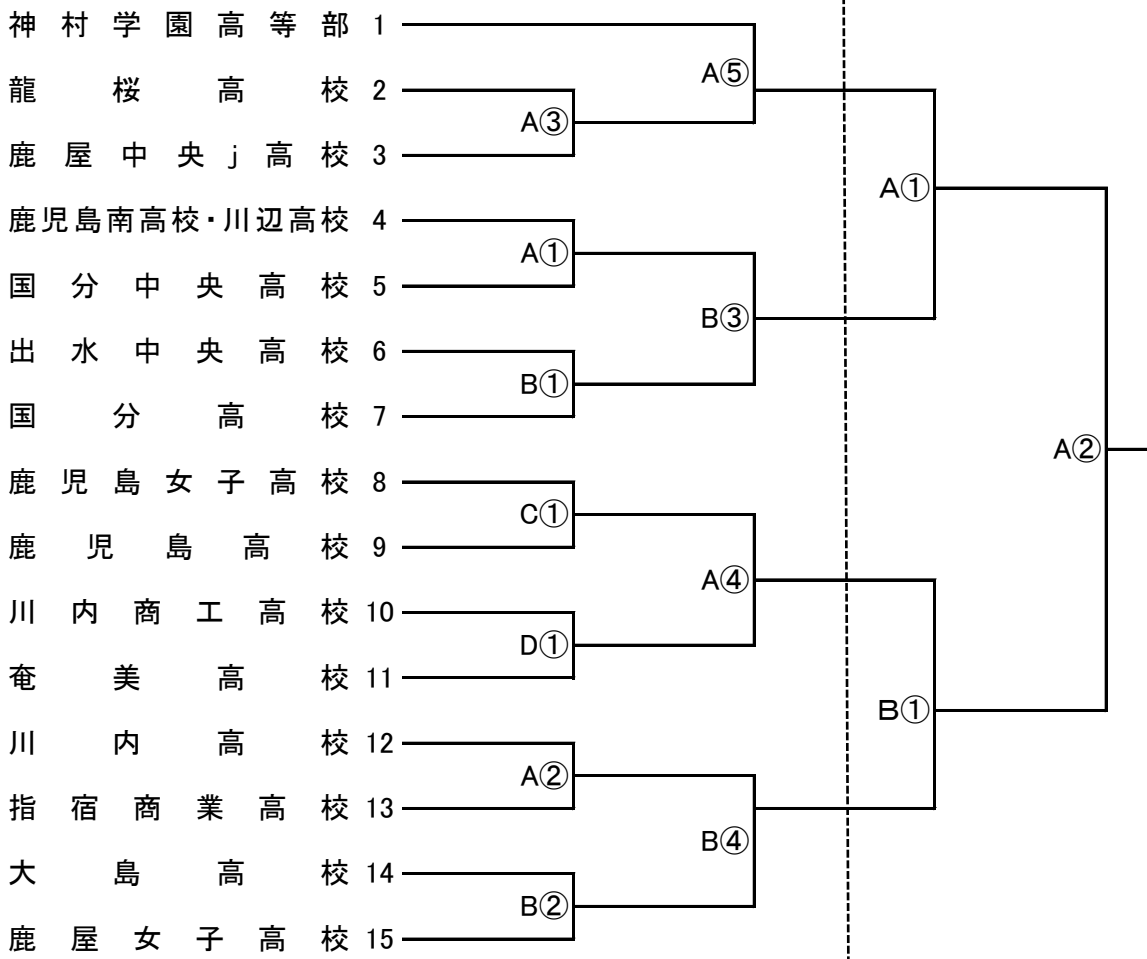 神村学園高等部 1
A⑤
龍桜高校 2
A③
鹿屋中央j高校 3
A①
鹿児島南高校・川辺高校 4
A①
国分中央高校 5
B③
出水中央高校 6
B①
国分高校 7
A②
鹿児島女子高校 8
C①
鹿児島高校 9
A④
川内商工高校 10
D①
奄美高校 11
B①
川内高校 12
A②
指宿商業高校 13
B④
大島高校 14
B②
鹿屋女子高校 15